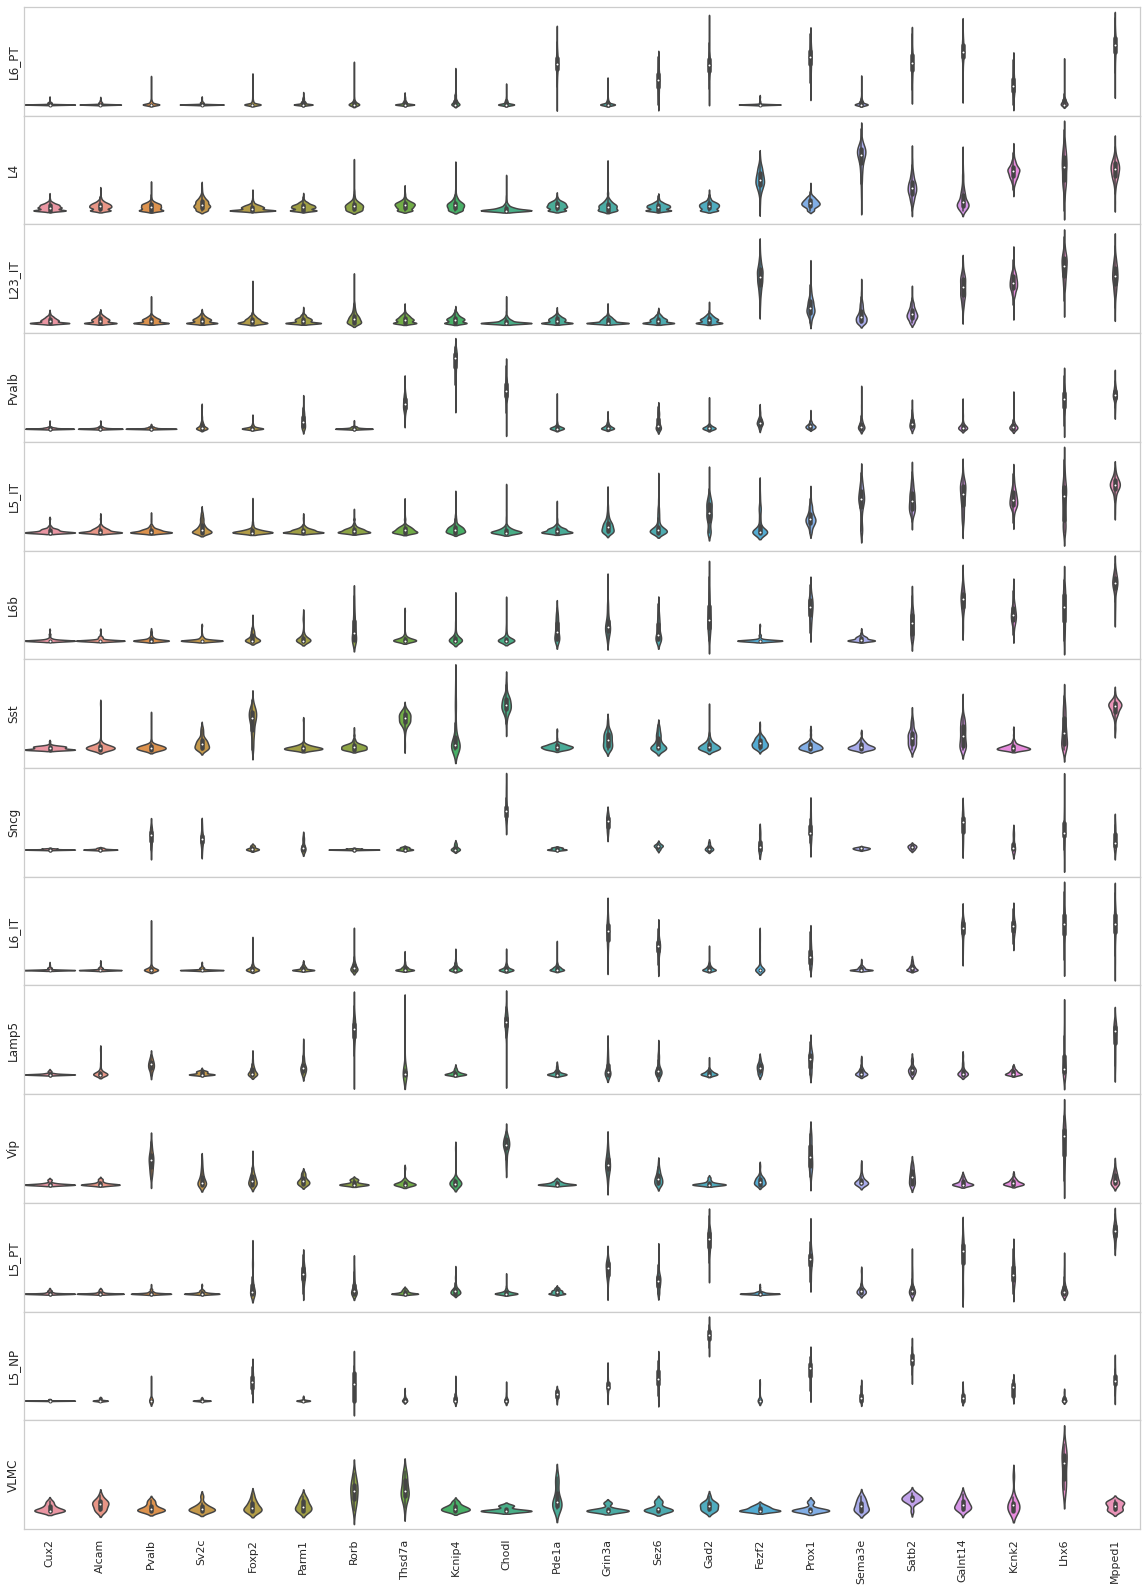 L6_PT
L4
L23_IT
Pvalb
L5_IT
L6b
Sst
Sncg
L6_IT
Lamp5
Vip
L5_PT
L5_NP
VLMC
Cux2
Alcam
Pvalb
Sv2c
Foxp2
Parm1
Rorb
Thsd7a
Kcnip4
Chodl
Pde1a
Grin3a
Sez6
Gad2
Fezf2
Prox1
Sema3e
Satb2
Galnt14
Kcnk2
Lhx6
Mpped1